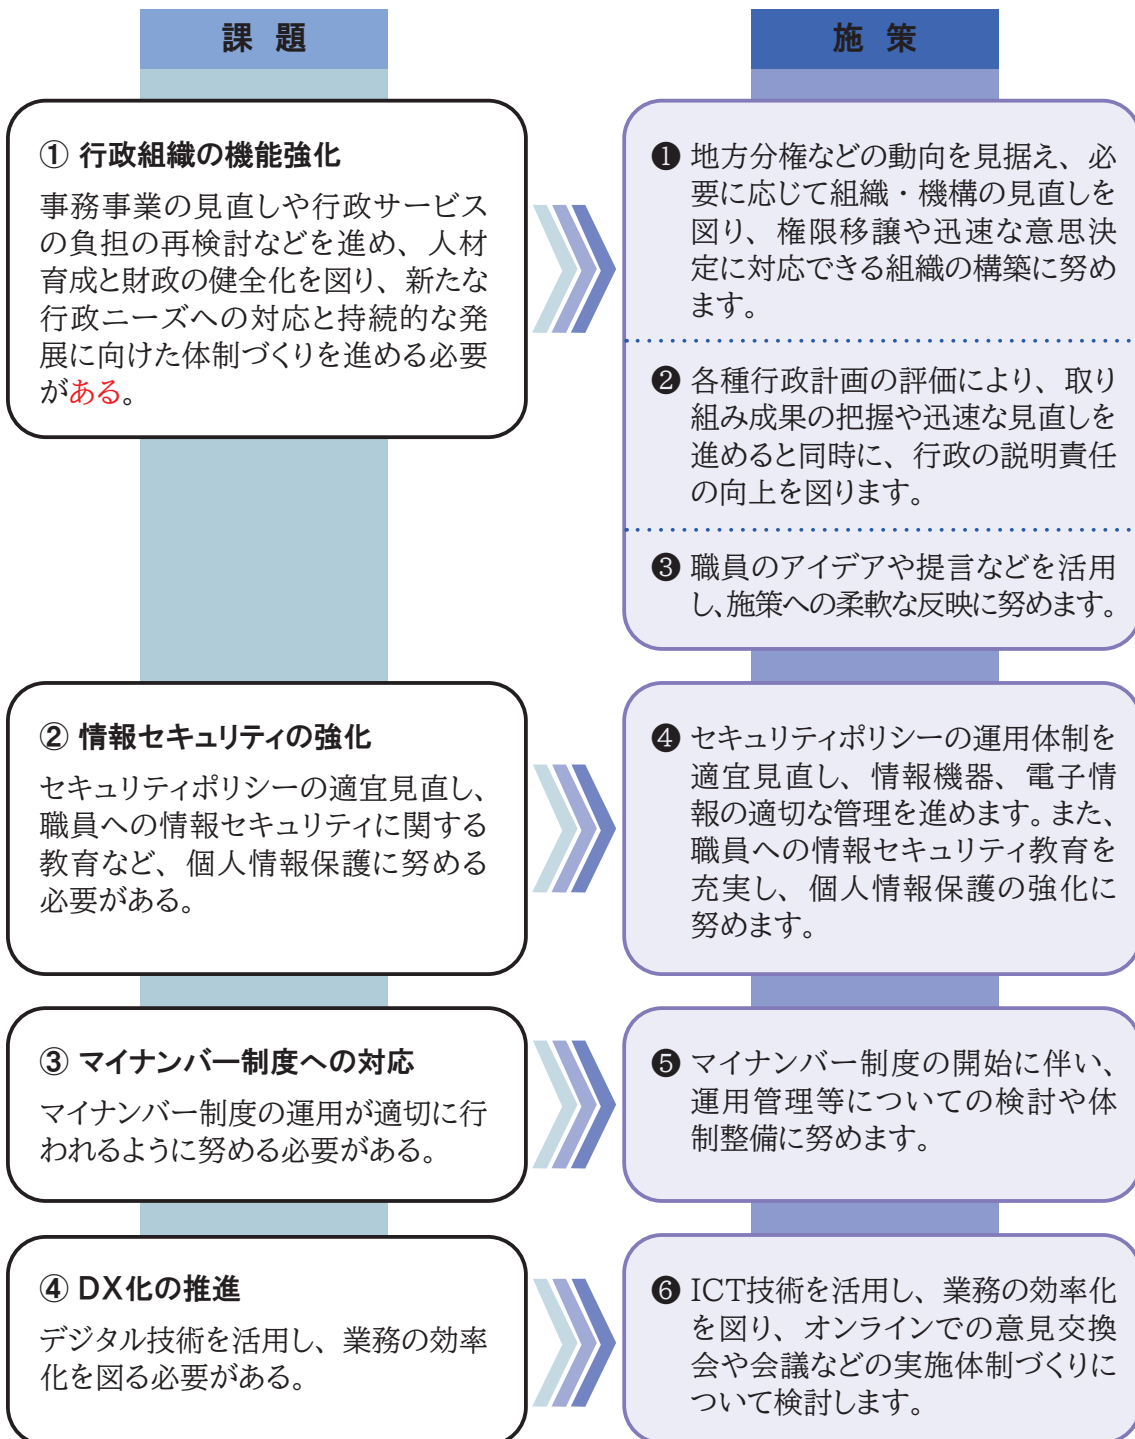 課題
施策
① 行政組織の機能強化
事務事業の見直しや行政サービス
の負担の再検討などを進め、人材
育成と財政の健全化を図り、新たな
行政ニーズへの対応と持続的な発
展に向けた体制づくりを進める必要
がある。
❶ 地方分権などの動向を見据え、必
要に応じて組織・機構の見直しを
図り、権限移譲や迅速な意思決
定に対応できる組織の構築に努め
ます。
❷ 各種行政計画の評価により、取り
組み成果の把握や迅速な見直しを
進めると同時に、行政の説明責任
の向上を図ります。
❸ 職員のアイデアや提言などを活用
し、施策への柔軟な反映に努めます。
② 情報セキュリティの強化
セキュリティポリシーの適宜見直し、
職員への情報セキュリティに関する
教育など、個人情報保護に努める
必要がある。
❹ セキュリティポリシーの運用体制を
適宜見直し、情報機器、電子情
報の適切な管理を進めます。また、
職員への情報セキュリティ教育を
充実し、個人情報保護の強化に
努めます。
③ マイナンバー制度への対応
マイナンバー制度の運用が適切に行
われるように努める必要がある。
❺ マイナンバー制度の開始に伴い、
運用管理等についての検討や体
制整備に努めます。
④ DX化の推進
デジタル技術を活用し、業務の効率
化を図る必要がある。
❻ ICT技術を活用し、業務の効率化
を図り、オンラインでの意見交換
会や会議などの実施体制づくりに
ついて検討します。